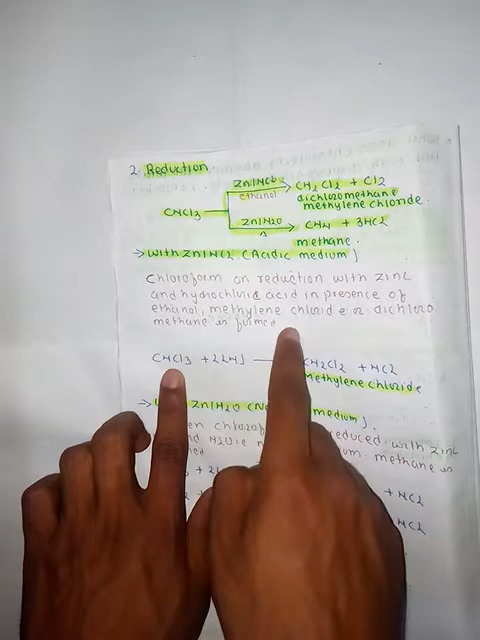 2. Reduction
Zn/HCl
ethanol
CH2Cl2 + Cl2
dichloromethane
methylene chloride.
CHCl3
Zn/H2O
Δ
CH4 + 3HCl
methane.
→ with Zn/HCl (Acidic medium)
Chloroform on reduction with zinc
and hydrochloric acid in presence of
ethanol, methylene chloride or dichloro
methane is formed
CHCl3 + 2[H] CH2Cl2 + HCl
Methylene chloride
→ Zn/H2O medium).
reduced with zinc
methane is
+ HCl
HCl